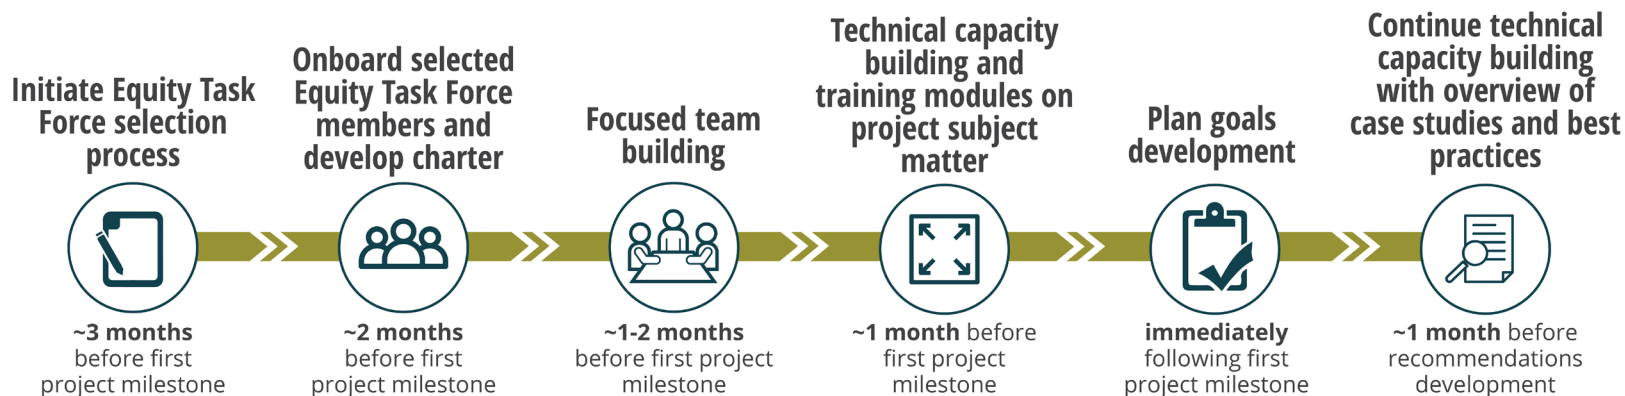 Initiate Equity Task
Force selection
process
~3 months
before first
project milestone
Onboard selected
Equity Task Force
members and
develop charter
~2 months
before first
project milestone
Focused team
building
~1-2 months
before first project
milestone
Technical capacity
building and
training modules on
project subject
matter
~1 month before
first project
milestone
Plan goals
development
immediately
following first
project milestone
Continue technical
capacity building
with overview of
case studies and best
practices
~1 month before
recommendations
development